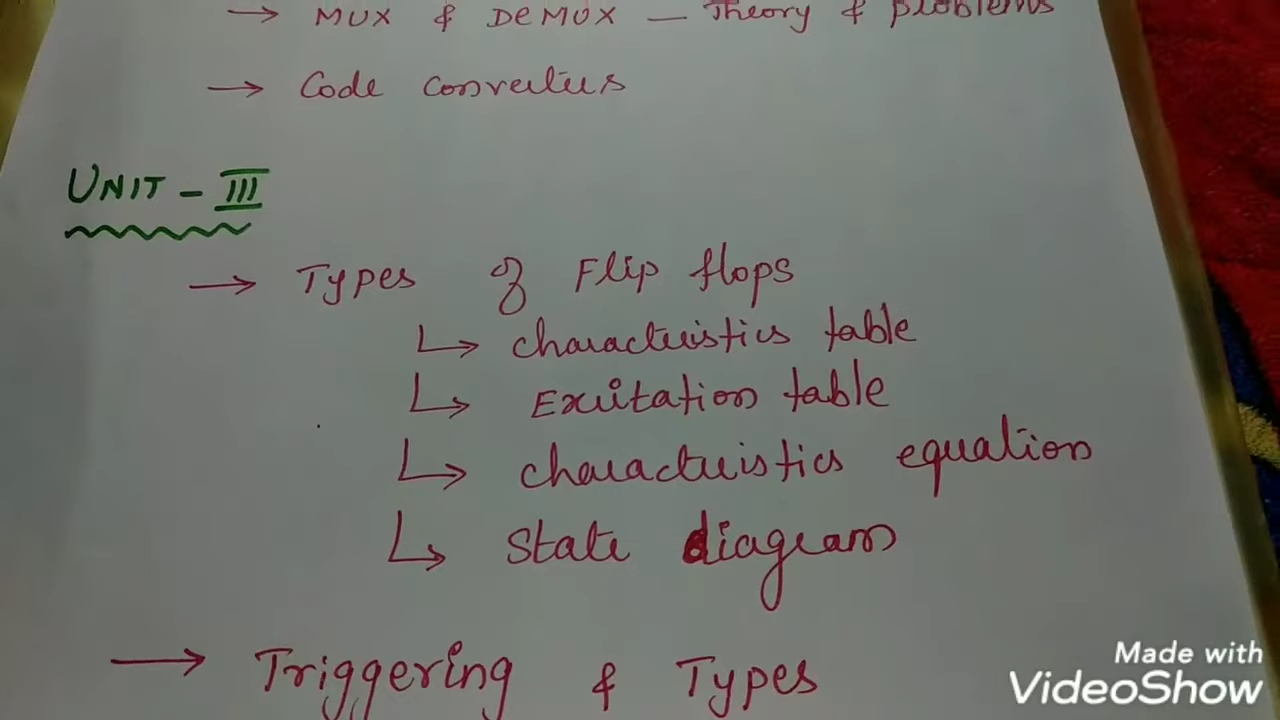 → MUX & DeMUX — Theory & problems
→ Code converters
UNIT - III
→ Types of Flip flops
↳ characteristics table
↳ Excitation table
↳ characteristics equation
↳ State diagram
→ Triggering & Types
Made with
VideoShow